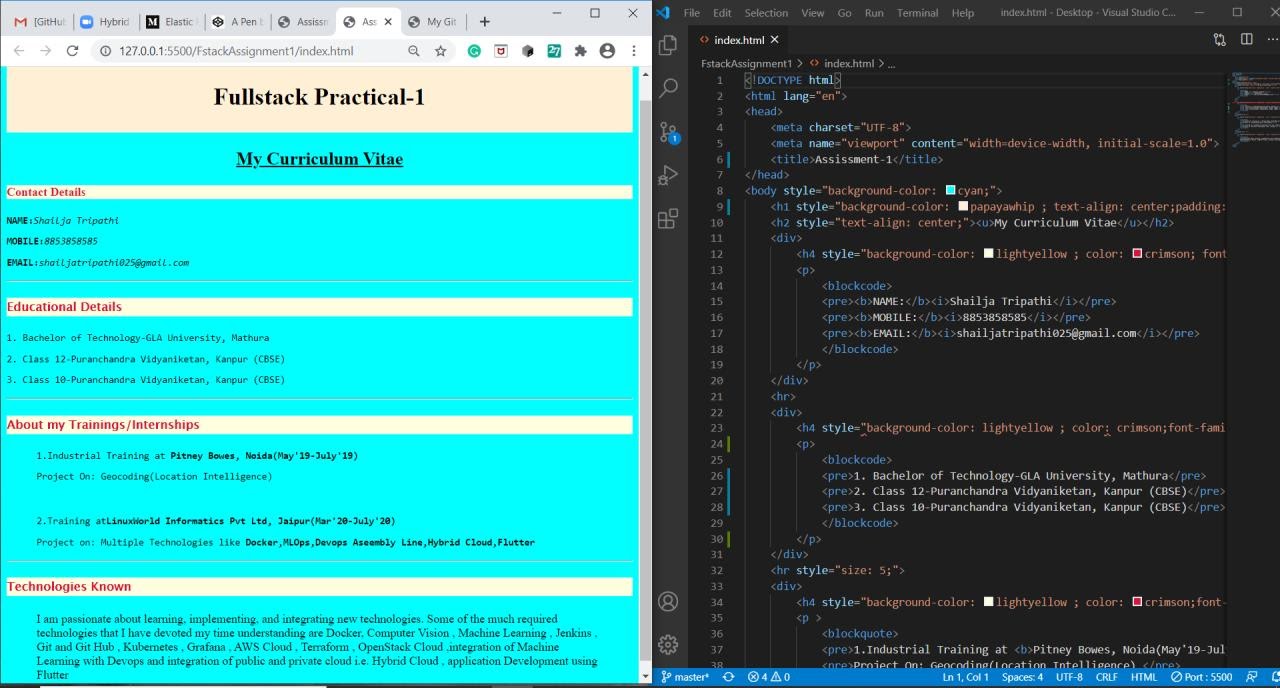 [GitHub
Hybrid
Elastic
A Pen b
Assissn
Ass
My Git
127.0.0.1:5500/FstackAssignment1/index.html
27
Fullstack Practical-1
My Curriculum Vitae
Contact Details
NAME:Shailja Tripathi
MOBILE:8853858585
EMAIL:shailjatripathi025@gmail.com
Educational Details
1. Bachelor of Technology-GLA University, Mathura
2. Class 12-Puranchandra Vidyaniketan, Kanpur (CBSE)
3. Class 10-Puranchandra Vidyaniketan, Kanpur (CBSE)
About my Trainings/Internships
1.Industrial Training at Pitney Bowes, Noida(May'19-July'19)
Project On: Geocoding(Location Intelligence)
2.Training atLinuxWorld Informatics Pvt Ltd, Jaipur(Mar'20-July'20)
Project on: Multiple Technologies like Docker,MLOps,Devops Aseembly Line,Hybrid Cloud,Flutter
Technologies Known
I am passionate about learning, implementing, and integrating new technologies. Some of the much required
technologies that I have devoted my time understanding are Docker, Computer Vision , Machine Learning , Jenkins ,
Git and Git Hub , Kubernetes , Grafana , AWS Cloud , Terraform , OpenStack Cloud ,integration of Machine
Learning with Devops and integration of public and private cloud i.e. Hybrid Cloud , application Development using
Flutter
File Edit Selection View Go Run Terminal Help index.html - Desktop - Visual Studio C...
index.html
FstackAssignment1 > index.html > ...
1 <!DOCTYPE html>
2 <html lang="en">
3 <head>
4 <meta charset="UTF-8">
5 <meta name="viewport" content="width=device-width, initial-scale=1.0">
6 <title>Assissment-1</title>
7 </head>
8 <body style="background-color: cyan;">
9 <h1 style="background-color: papayawhip ; text-align: center;padding:
10 <h2 style="text-align: center;"><u>My Curriculum Vitae</u></h2>
11 <div>
12 <h4 style="background-color: lightyellow ; color: crimson; font
13 <p>
14 <blockcode>
15 <pre><b>NAME:</b><i>Shailja Tripathi</i></pre>
16 <pre><b>MOBILE:</b><i>8853858585</i></pre>
17 <pre><b>EMAIL:</b><i>shailjatripathi025@gmail.com</i></pre>
18 </blockcode>
19 </p>
20 </div>
21 <hr>
22 <div>
23 <h4 style="background-color: lightyellow ; color: crimson;font-fami
24 <p>
25 <blockcode>
26 <pre>1. Bachelor of Technology-GLA University, Mathura</pre>
27 <pre>2. Class 12-Puranchandra Vidyaniketan, Kanpur (CBSE)</pre>
28 <pre>3. Class 10-Puranchandra Vidyaniketan, Kanpur (CBSE)</pre>
29 </blockcode>
30 </p>
31 </div>
32 <hr style="size: 5;">
33 <div>
34 <h4 style="background-color: lightyellow ; color: crimson;font-
35 <p >
36 <blockquote>
37 <pre>1.Industrial Training at <b>Pitney Bowes, Noida(May'19-Jul
38 <pre>Project On: Geocoding(Location Intelligence) </pre>
1
master* 4 0 Ln 1, Col 1 Spaces: 4 UTF-8 CRLF HTML Port : 5500